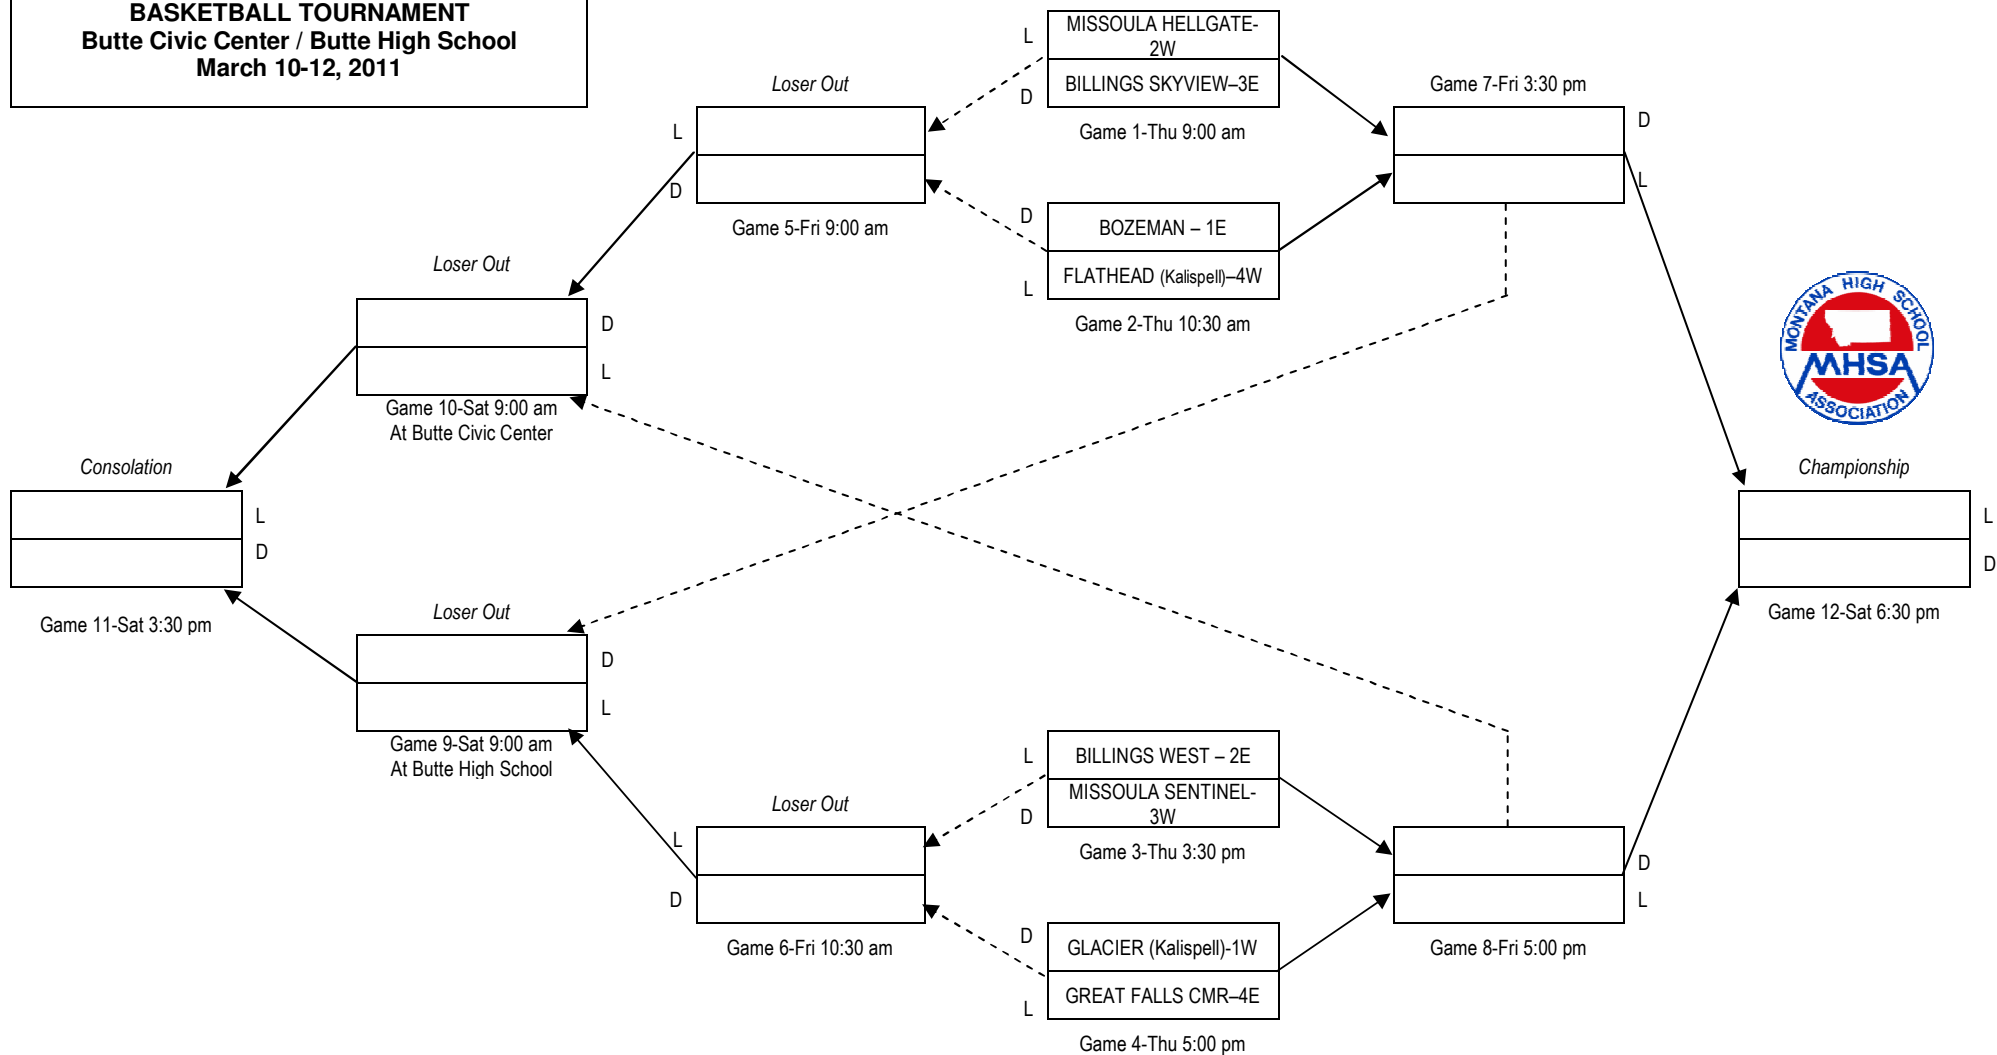 BASKETBALL TOURNAMENT
Butte Civic Center / Butte High School
March 10-12, 2011
L
MISSOULA HELLGATE-
2W
D
BILLINGS SKYVIEW–3E
Game 1-Thu 9:00 am
Loser Out
L
D
Game 5-Fri 9:00 am
Game 7-Fri 3:30 pm
D
L
D
BOZEMAN – 1E
L
FLATHEAD (Kalispell)–4W
Game 2-Thu 10:30 am
Loser Out
D
L
Game 10-Sat 9:00 am
At Butte Civic Center
MONTANA HIGH SCHOOL
MHSA
ASSOCIATION
Consolation
L
D
Game 11-Sat 3:30 pm
Championship
L
D
Game 12-Sat 6:30 pm
Loser Out
D
L
Game 9-Sat 9:00 am
At Butte High School
L
BILLINGS WEST – 2E
D
MISSOULA SENTINEL-
3W
Game 3-Thu 3:30 pm
Loser Out
L
D
Game 6-Fri 10:30 am
D
L
Game 8-Fri 5:00 pm
D
GLACIER (Kalispell)-1W
L
GREAT FALLS CMR–4E
Game 4-Thu 5:00 pm